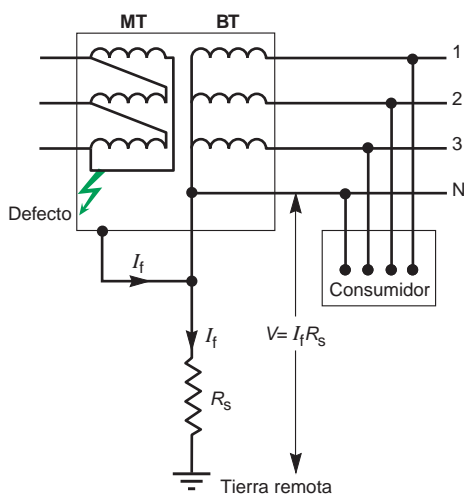 MT BT
1
2
3
N
Defecto
Consumidor
If
If
V= IfRs
Rs
Tierra remota